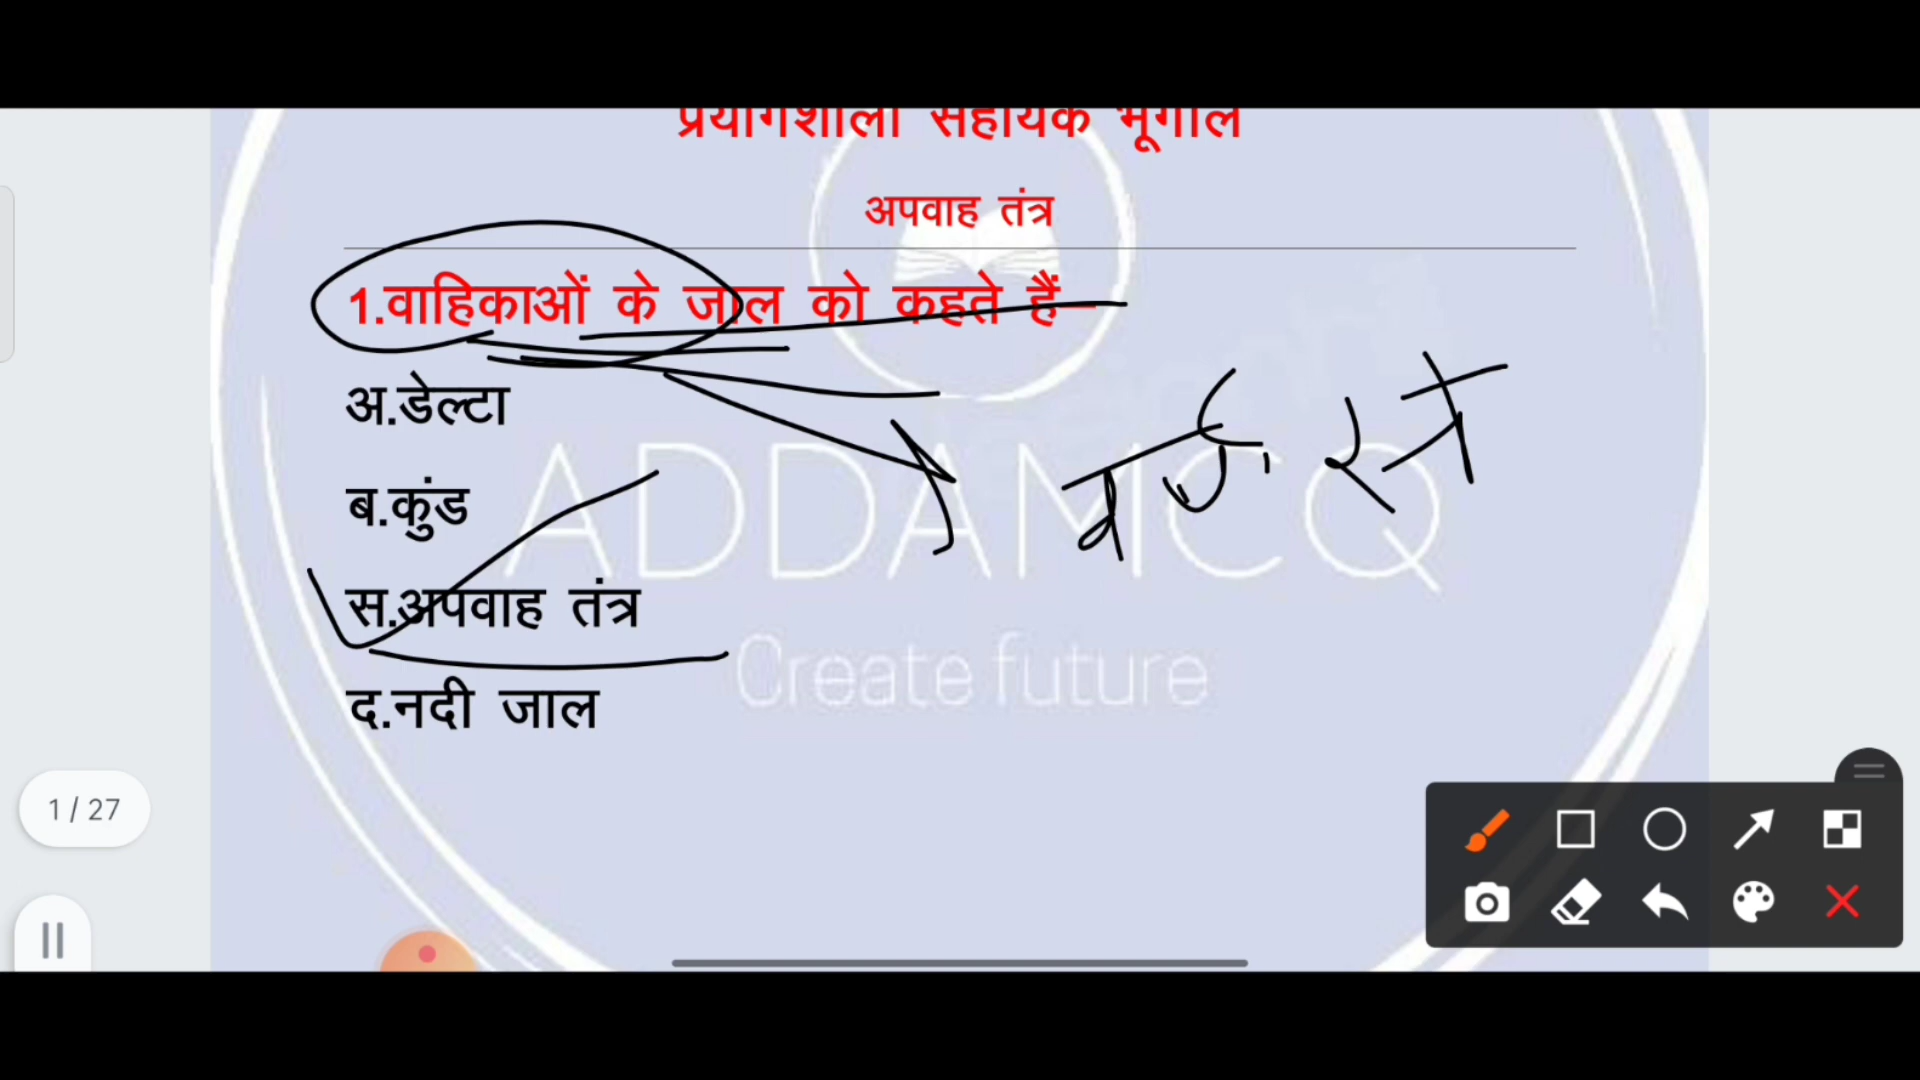 प्रयोगशाला सहायक भूगोल
अपवाह तंत्र
1.वाहिकाओं के जाल को कहते हैं–
अ.डेल्टा
ब.कुंड
स.अपवाह तंत्र
द.नदी जाल
ADDAMCQ
Create future
1 / 27